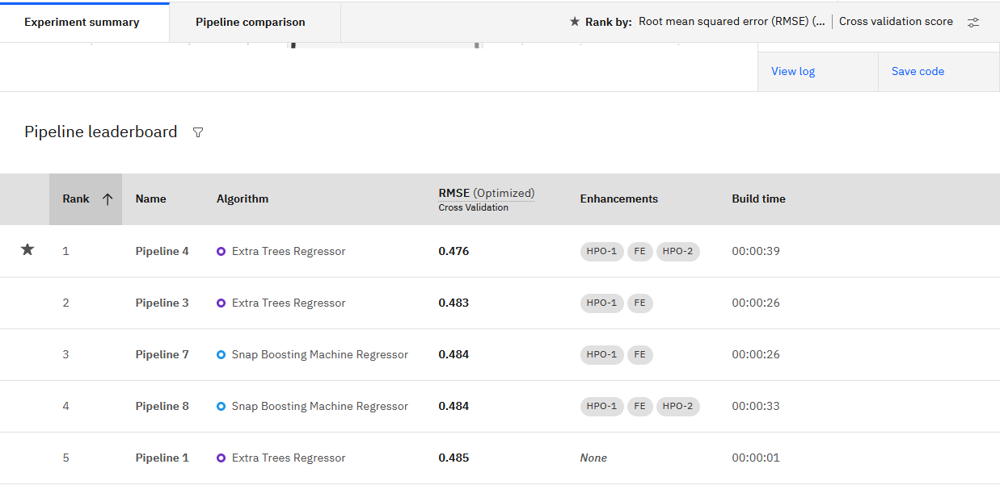 Experiment summary
Pipeline comparison
Rank by: Root mean squared error (RMSE) (... | Cross validation score
View log
Save code
Pipeline leaderboard
Rank Name Algorithm RMSE (Optimized) Enhancements Build time
Cross Validation
1 Pipeline 4 Extra Trees Regressor 0.476 HPO-1 FE HPO-2 00:00:39
2 Pipeline 3 Extra Trees Regressor 0.483 HPO-1 FE 00:00:26
3 Pipeline 7 Snap Boosting Machine Regressor 0.484 HPO-1 FE 00:00:26
4 Pipeline 8 Snap Boosting Machine Regressor 0.484 HPO-1 FE HPO-2 00:00:33
5 Pipeline 1 Extra Trees Regressor 0.485 None 00:00:01